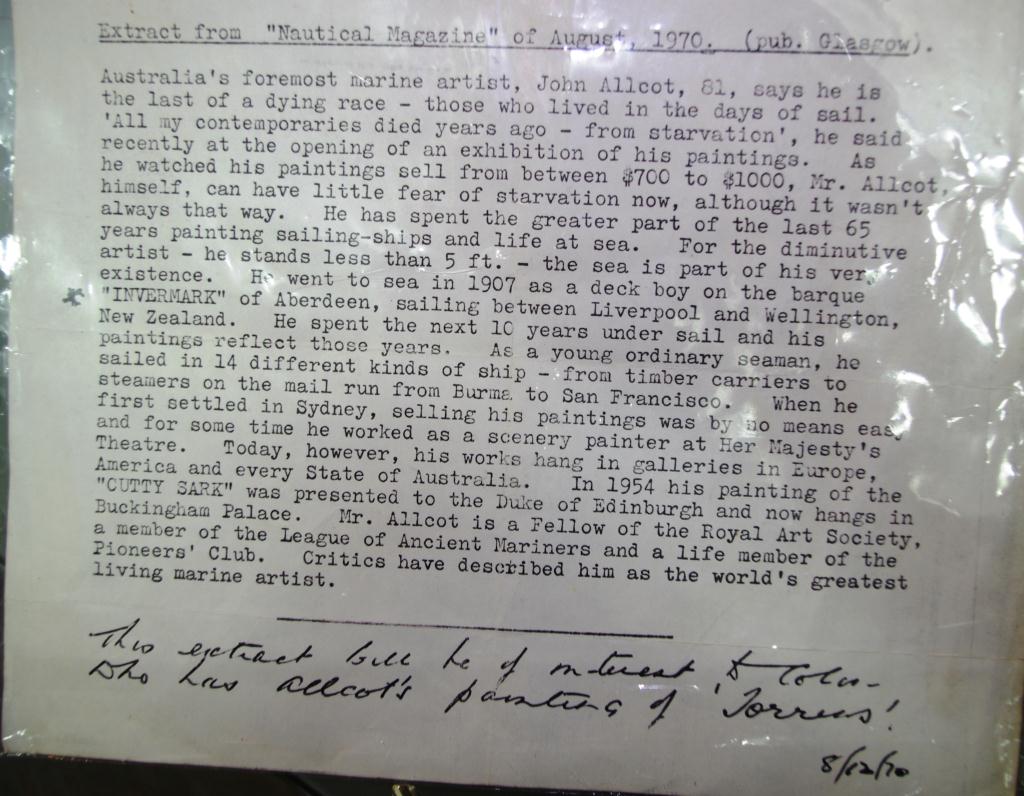 Extract from "Nautical Magazine" of August, 1970. (pub. Glasgow).
Australia's foremost marine artist, John Allcot, 81, says he is
the last of a dying race - those who lived in the days of sail.
'All my contemporaries died years ago - from starvation', he said
recently at the opening of an exhibition of his paintings. As
he watched his paintings sell from between $700 to $1000, Mr. Allcot,
himself, can have little fear of starvation now, although it wasn't
always that way. He has spent the greater part of the last 65
years painting sailing-ships and life at sea. For the diminutive
artist - he stands less than 5 ft. - the sea is part of his very
existence. He went to sea in 1907 as a deck boy on the barque
"INVERMARK" of Aberdeen, sailing between Liverpool and Wellington,
New Zealand. He spent the next 10 years under sail and his
paintings reflect those years. As a young ordinary seaman, he
sailed in 14 different kinds of ship - from timber carriers to
steamers on the mail run from Burma to San Francisco. When he
first settled in Sydney, selling his paintings was by no means easy
and for some time he worked as a scenery painter at Her Majesty's
Theatre. Today, however, his works hang in galleries in Europe,
America and every State of Australia. In 1954 his painting of the
"CUTTY SARK" was presented to the Duke of Edinburgh and now hangs in
Buckingham Palace. Mr. Allcot is a Fellow of the Royal Art Society,
a member of the League of Ancient Mariners and a life member of the
Pioneers' Club. Critics have described him as the world's greatest
living marine artist.
This extract will be of interest to Colin-
who has Allcot's painting of 'Torrens'!
8/12/70